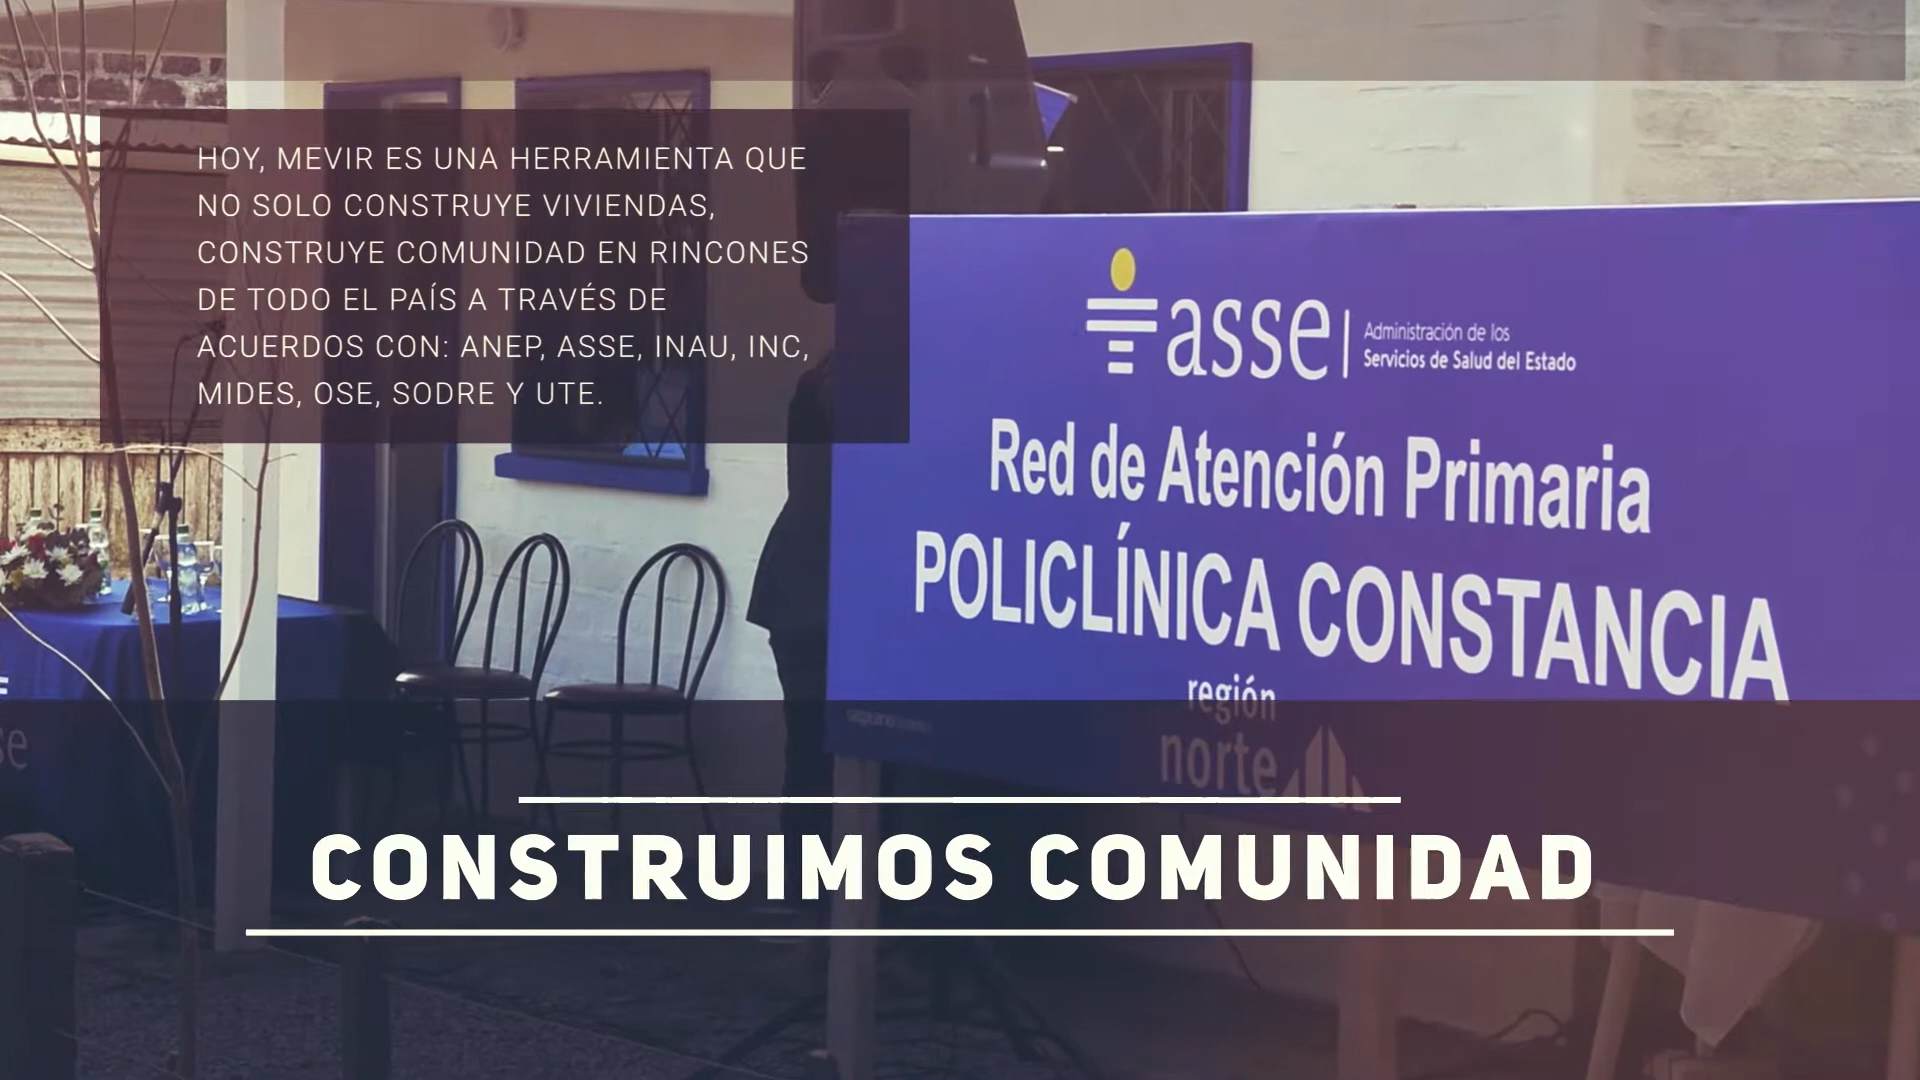 HOY, MEVIR ES UNA HERRAMIENTA QUE
NO SOLO CONSTRUYE VIVIENDAS,
CONSTRUYE COMUNIDAD EN RINCONES
DE TODO EL PAÍS A TRAVÉS DE
ACUERDOS CON: ANEP, ASSE, INAU, INC,
MIDES, OSE, SODRE Y UTE.
asse
Administración de los
Servicios de Salud del Estado
Red de Atención Primaria
POLICLÍNICA CONSTANCIA
región
norte
CONSTRUIMOS COMUNIDAD